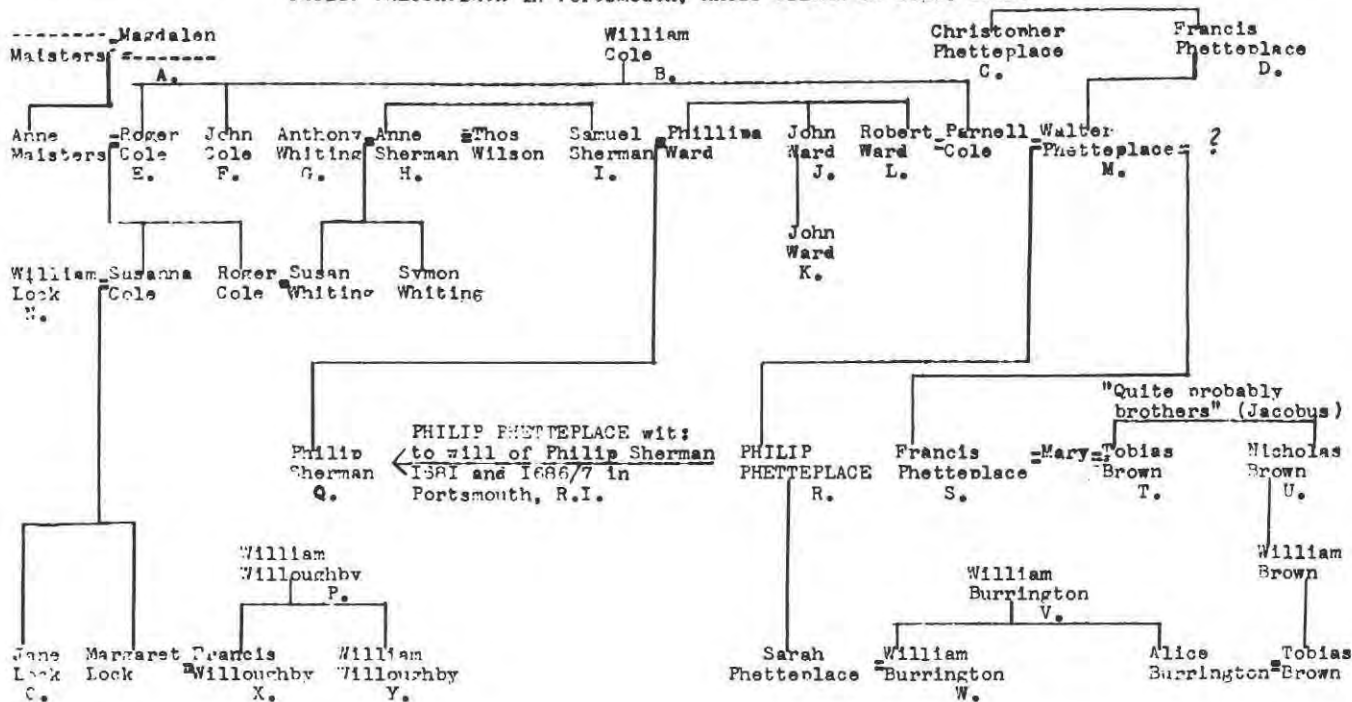 Maisters = Magdalen
A.
William
Cole
B.
Christopher
Phetteplace
C.
Francis
Phetteplace
D.
Anne
Maisters
= Roger
Cole
E.
John
Cole
F.
Anthony
Whiting
G.
= Anne
Sherman
H.
= Thos
Wilson
Samuel
Sherman
I.
= Phillipa
Ward
John
Ward
J.
Robert
Ward
L.
= Parnell
Cole
= Walter
Phetteplace
M.
= ?
John
Ward
K.
William
Lock
N.
= Susanna
Cole
Roger
Cole
= Susan
Whiting
Symon
Whiting
"Quite probably
brothers" (Jacobus)
Philip
Sherman
Q.
PHILIP PHETTEPLACE wit:
to will of Philip Sherman
I68I and I686/7 in
Portsmouth, R.I.
PHILIP
PHETTEPLACE
R.
Francis
Phetteplace
S.
= Mary =
Tobias
Brown
T.
Nicholas
Brown
U.
William
Willoughby
P.
William
Burrington
V.
William
Brown
Jane
Lock
Margaret
Lock
= Francis
Willoughby
X.
William
Willoughby
Y.
Sarah
Phetteplace
= William
Burrington
W.
Alice
Burrington
= Tobias
Brown